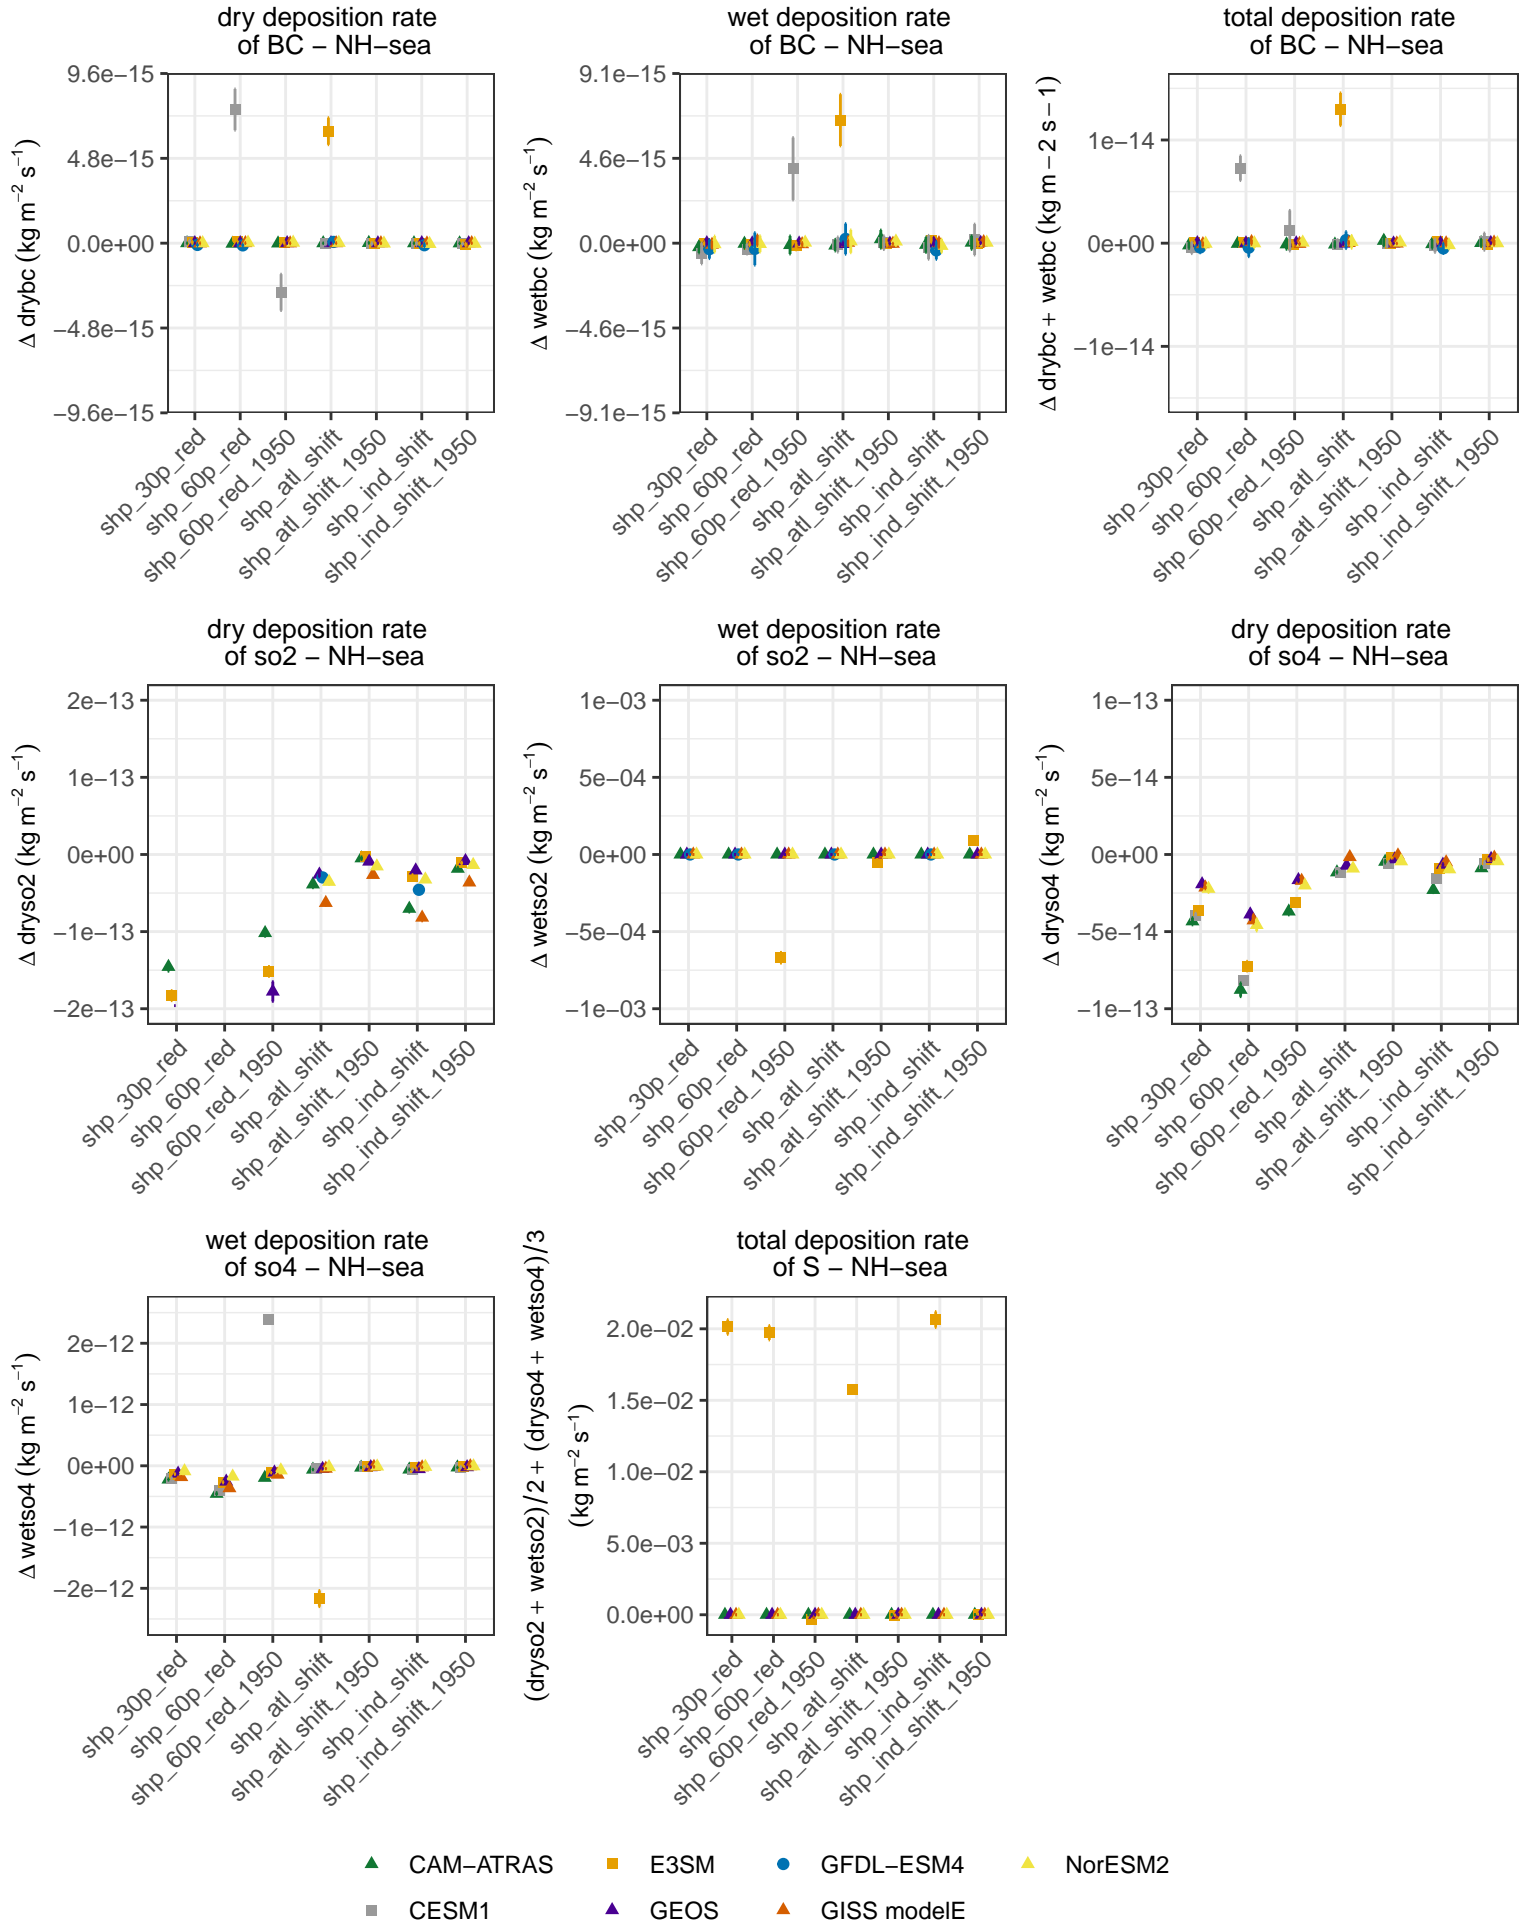 dry deposition rate
of BC − NH−sea
Δ drybc (kg m−2 s−1)
9.6e−15
4.8e−15
0.0e+00
−4.8e−15
−9.6e−15
shp_30p_red
shp_60p_red
shp_60p_red_1950
shp_atl_shift
shp_atl_shift_1950
shp_ind_shift
shp_ind_shift_1950
wet deposition rate
of BC − NH−sea
Δ wetbc (kg m−2 s−1)
9.1e−15
4.6e−15
0.0e+00
−4.6e−15
−9.1e−15
shp_30p_red
shp_60p_red
shp_60p_red_1950
shp_atl_shift
shp_atl_shift_1950
shp_ind_shift
shp_ind_shift_1950
total deposition rate
of BC − NH−sea
Δ drybc + wetbc (kg m − 2 s − 1)
1e−14
0e+00
−1e−14
shp_30p_red
shp_60p_red
shp_60p_red_1950
shp_atl_shift
shp_atl_shift_1950
shp_ind_shift
shp_ind_shift_1950
dry deposition rate
of so2 − NH−sea
Δ dryso2 (kg m−2 s−1)
2e−13
1e−13
0e+00
−1e−13
−2e−13
shp_30p_red
shp_60p_red
shp_60p_red_1950
shp_atl_shift
shp_atl_shift_1950
shp_ind_shift
shp_ind_shift_1950
wet deposition rate
of so2 − NH−sea
Δ wetso2 (kg m−2 s−1)
1e−03
5e−04
0e+00
−5e−04
−1e−03
shp_30p_red
shp_60p_red
shp_60p_red_1950
shp_atl_shift
shp_atl_shift_1950
shp_ind_shift
shp_ind_shift_1950
dry deposition rate
of so4 − NH−sea
Δ dryso4 (kg m−2 s−1)
1e−13
5e−14
0e+00
−5e−14
−1e−13
shp_30p_red
shp_60p_red
shp_60p_red_1950
shp_atl_shift
shp_atl_shift_1950
shp_ind_shift
shp_ind_shift_1950
wet deposition rate
of so4 − NH−sea
Δ wetso4 (kg m−2 s−1)
2e−12
1e−12
0e+00
−1e−12
−2e−12
shp_30p_red
shp_60p_red
shp_60p_red_1950
shp_atl_shift
shp_atl_shift_1950
shp_ind_shift
shp_ind_shift_1950
total deposition rate
of S − NH−sea
(dryso2 + wetso2)/2 + (dryso4 + wetso4)/3
(kg m−2 s−1)
2.0e−02
1.5e−02
1.0e−02
5.0e−03
0.0e+00
shp_30p_red
shp_60p_red
shp_60p_red_1950
shp_atl_shift
shp_atl_shift_1950
shp_ind_shift
shp_ind_shift_1950
CAM−ATRAS E3SM GFDL−ESM4 NorESM2
CESM1 GEOS GISS modelE